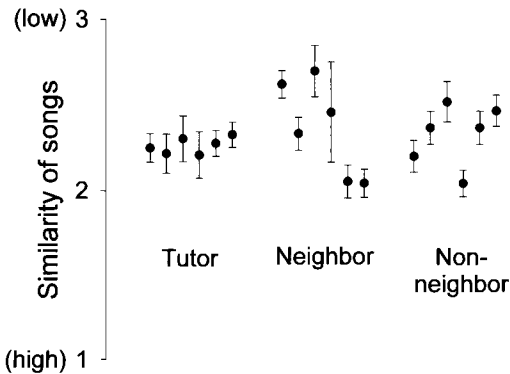 (low) 3
Similarity of songs
2
Tutor
Neighbor
Non-
neighbor
(high) 1